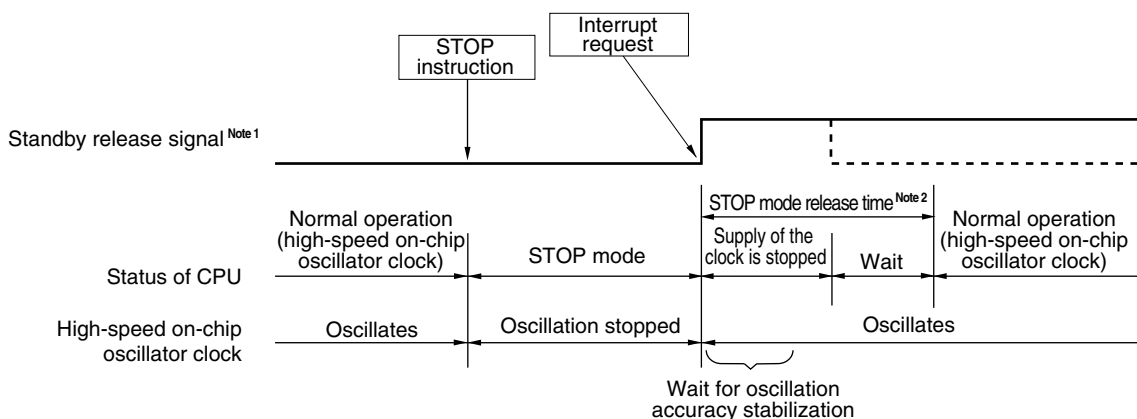 STOP
instruction
Interrupt
request
Standby release signal Note 1
STOP mode release time Note 2
Normal operation
(high-speed on-chip
oscillator clock)
STOP mode
Supply of the
clock is stopped
Wait
Normal operation
(high-speed on-chip
oscillator clock)
Status of CPU
High-speed on-chip
oscillator clock
Oscillates
Oscillation stopped
Oscillates
Wait for oscillation
accuracy stabilization